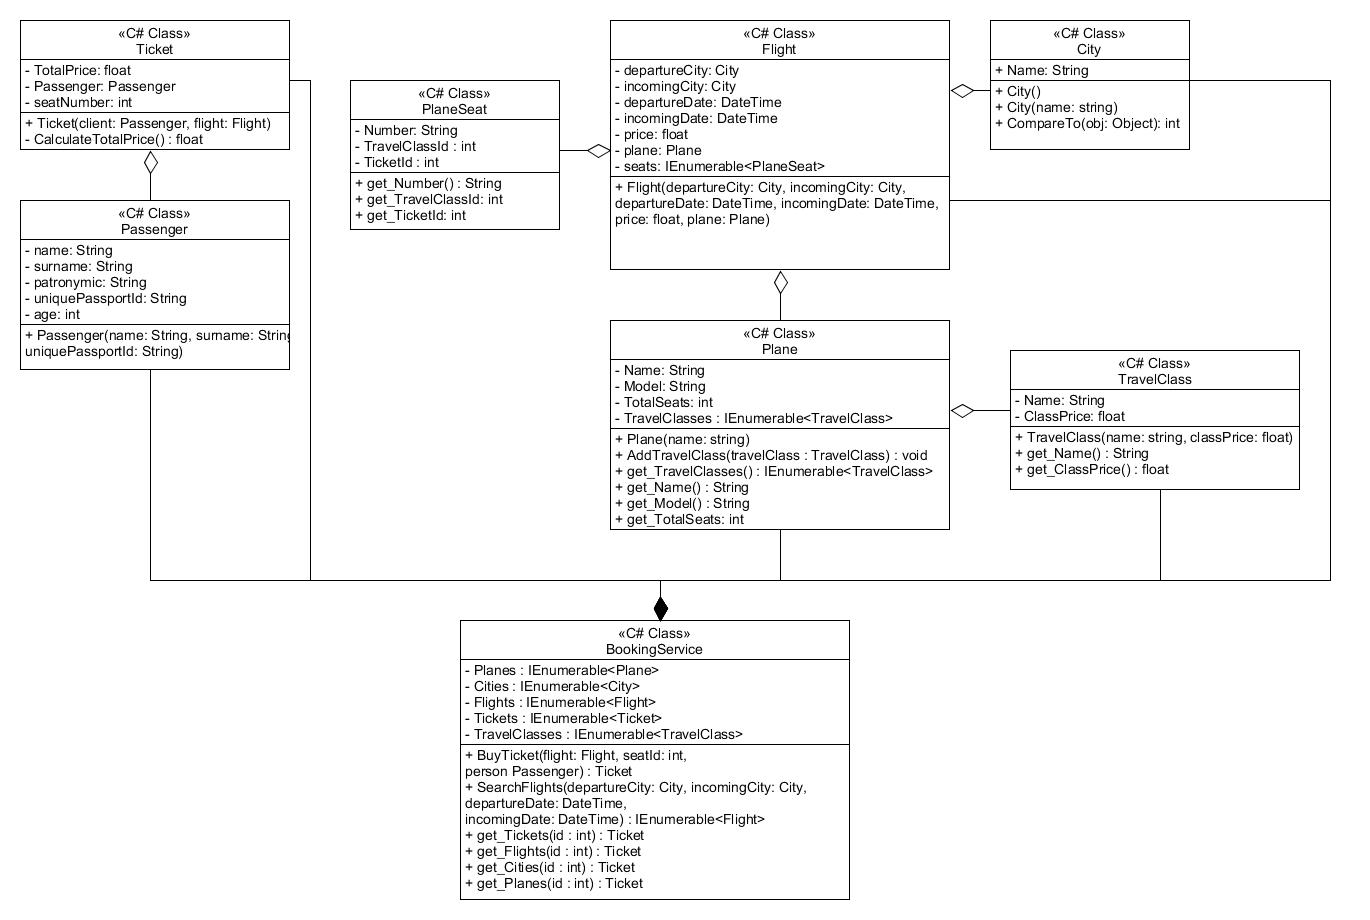 «C# Class»
Ticket
- TotalPrice: float
- Passenger: Passenger
- seatNumber: int
+ Ticket(client: Passenger, flight: Flight)
- CalculateTotalPrice() : float
«C# Class»
Passenger
- name: String
- surname: String
- patronymic: String
- uniquePassportId: String
- age: int
+ Passenger(name: String, surname: String
uniquePassportId: String)
«C# Class»
PlaneSeat
- Number: String
- TravelClassId : int
- TicketId : int
+ get_Number() : String
+ get_TravelClassId: int
+ get_TicketId: int
«C# Class»
Flight
- departureCity: City
- incomingCity: City
- departureDate: DateTime
- incomingDate: DateTime
- price: float
- plane: Plane
- seats: IEnumerable<PlaneSeat>
+ Flight(departureCity: City, incomingCity: City,
departureDate: DateTime, incomingDate: DateTime,
price: float, plane: Plane)
«C# Class»
City
+ Name: String
+ City()
+ City(name: string)
+ CompareTo(obj: Object): int
«C# Class»
Plane
- Name: String
- Model: String
- TotalSeats: int
- TravelClasses : IEnumerable<TravelClass>
+ Plane(name: string)
+ AddTravelClass(travelClass : TravelClass) : void
+ get_TravelClasses() : IEnumerable<TravelClass>
+ get_Name() : String
+ get_Model() : String
+ get_TotalSeats: int
«C# Class»
TravelClass
- Name: String
- ClassPrice: float
+ TravelClass(name: string, classPrice: float)
+ get_Name() : String
+ get_ClassPrice() : float
«C# Class»
BookingService
- Planes : IEnumerable<Plane>
- Cities : IEnumerable<City>
- Flights : IEnumerable<Flight>
- Tickets : IEnumerable<Ticket>
- TravelClasses : IEnumerable<TravelClass>
+ BuyTicket(flight: Flight, seatId: int,
person Passenger) : Ticket
+ SearchFlights(departureCity: City, incomingCity: City,
departureDate: DateTime,
incomingDate: DateTime) : IEnumerable<Flight>
+ get_Tickets(id : int) : Ticket
+ get_Flights(id : int) : Ticket
+ get_Cities(id : int) : Ticket
+ get_Planes(id : int) : Ticket